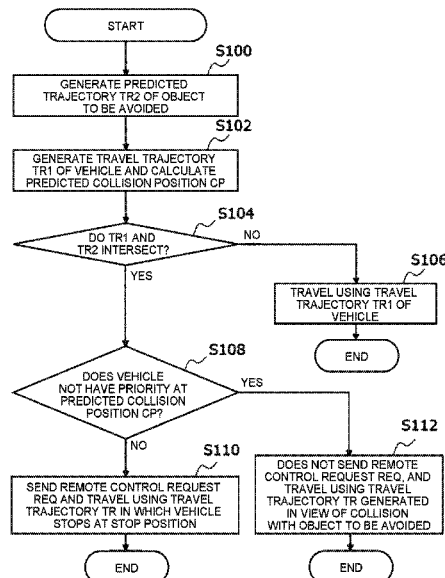 START
S100
GENERATE PREDICTED
TRAJECTORY TR2 OF OBJECT
TO BE AVOIDED
S102
GENERATE TRAVEL TRAJECTORY
TR1 OF VEHICLE AND CALCULATE
PREDICTED COLLISION POSITION CP
S104
DO TR1 AND
TR2 INTERSECT?
NO
YES
S106
TRAVEL USING TRAVEL
TRAJECTORY TR1 OF
VEHICLE
END
S108
DOES VEHICLE
NOT HAVE PRIORITY AT
PREDICTED COLLISION
POSITION CP?
YES
NO
S110
SEND REMOTE CONTROL REQUEST
REQ AND TRAVEL USING TRAVEL
TRAJECTORY TR IN WHICH VEHICLE
STOPS AT STOP POSITION
END
S112
DOES NOT SEND REMOTE
CONTROL REQUEST REQ, AND
TRAVEL USING TRAVEL
TRAJECTORY TR GENERATED
IN VIEW OF COLLISION
WITH OBJECT TO BE AVOIDED
END